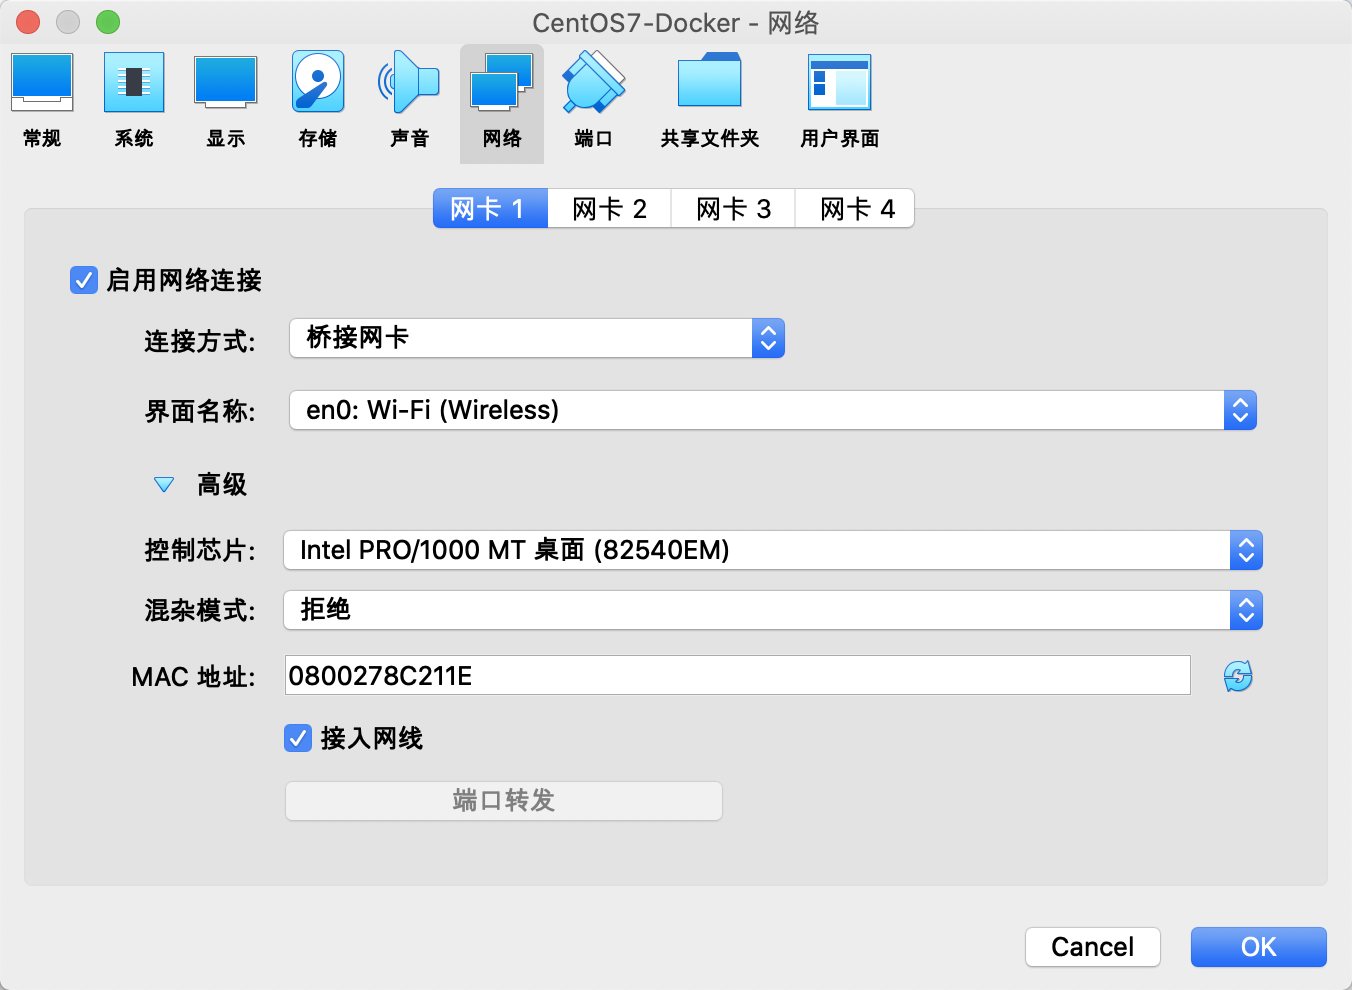 CentOS7-Docker - 网络
常规 系统 显示 存储 声音 网络 端口 共享文件夹 用户界面
网卡 1 网卡 2 网卡 3 网卡 4
启用网络连接
连接方式: 桥接网卡
界面名称: en0: Wi-Fi (Wireless)
高级
控制芯片: Intel PRO/1000 MT 桌面 (82540EM)
混杂模式: 拒绝
MAC 地址: 0800278C211E
接入网线
端口转发
Cancel OK